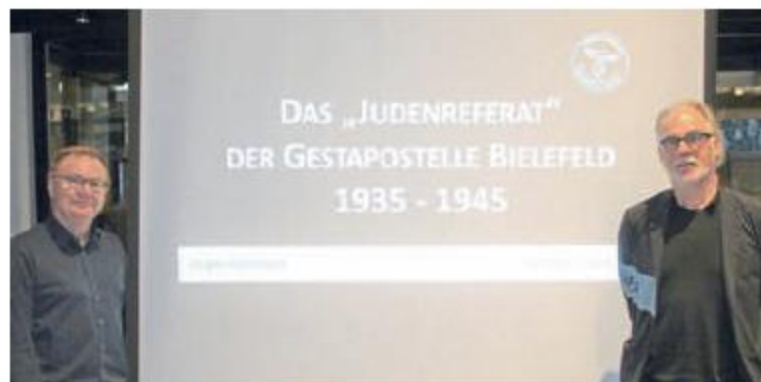 DAS „JUDENREFERAT“
DER GESTAPOSTELLE BIELEFELD
1935 - 1945